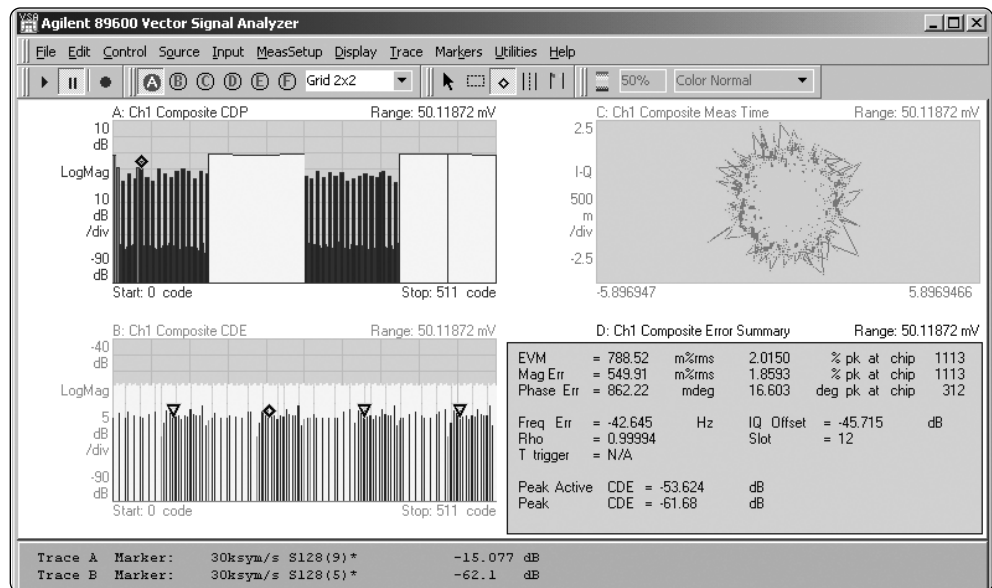 VSA
Agilent 89600 Vector Signal Analyzer
File Edit Control Source Input MeasSetup Display Trace Markers Utilities Help
A B C D E F Grid 2x2 50% Color Normal
A: Ch1 Composite CDP Range: 50.11872 mV
10
dB
LogMag
10
dB
/div
-90
dB
Start: 0 code Stop: 511 code
C: Ch1 Composite Meas Time Range: 50.11872 mV
2.5
I-Q
500
m
/div
-2.5
-5.896947 5.8969466
B: Ch1 Composite CDE Range: 50.11872 mV
-40
dB
LogMag
5
dB
/div
-90
dB
Start: 0 code Stop: 511 code
D: Ch1 Composite Error Summary Range: 50.11872 mV
EVM = 788.52 m%rms 2.0150 % pk at chip 1113
Mag Err = 549.91 m%rms 1.8593 % pk at chip 1113
Phase Err = 862.22 mdeg 16.603 deg pk at chip 312
Freq Err = -42.645 Hz IQ Offset = -45.715 dB
Rho = 0.99994 Slot = 12
T trigger = N/A
Peak Active CDE = -53.624 dB
Peak CDE = -61.68 dB
Trace A Marker: 30ksym/s S128(9)* -15.077 dB
Trace B Marker: 30ksym/s S128(5)* -62.1 dB